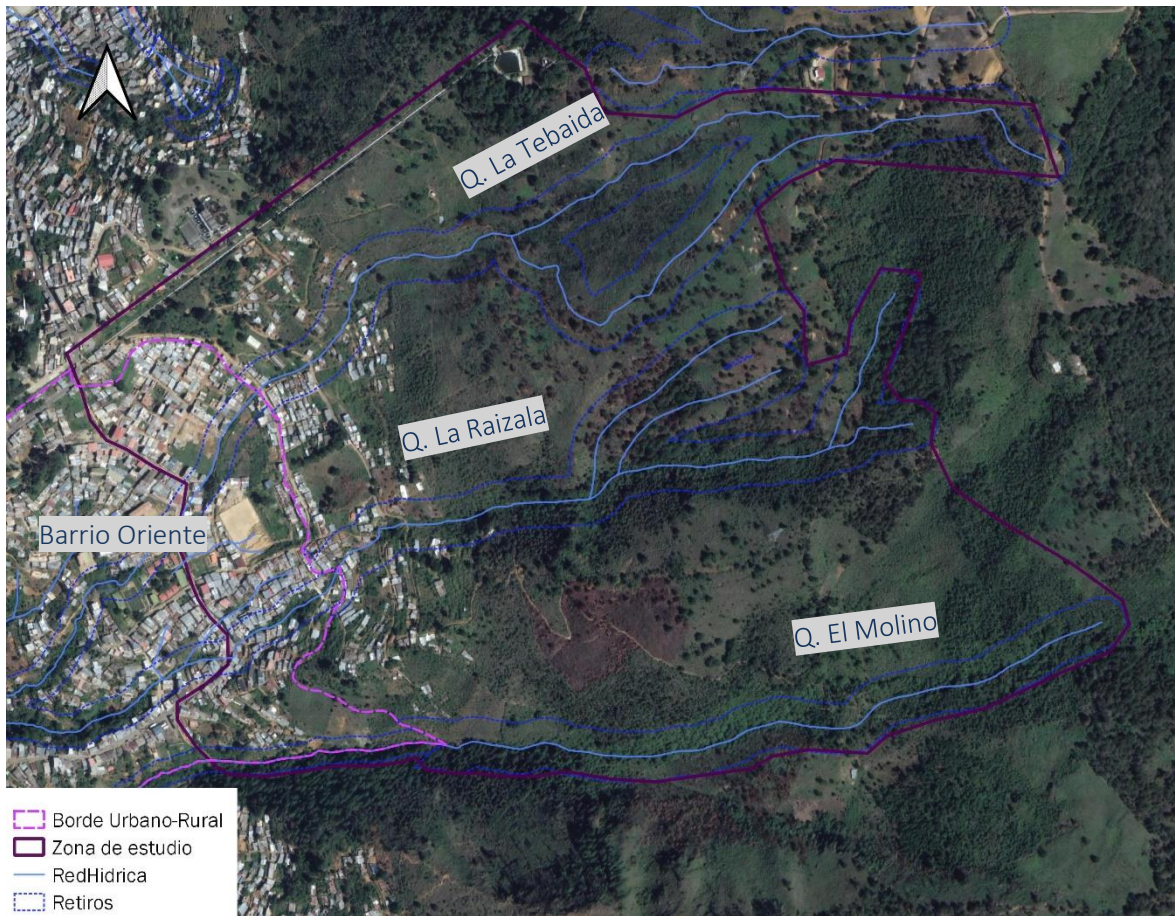 Q. La Tebaida
Q. La Raizala
Barrio Oriente
Q. El Molino
Borde Urbano-Rural
Zona de estudio
RedHidrica
Retiros